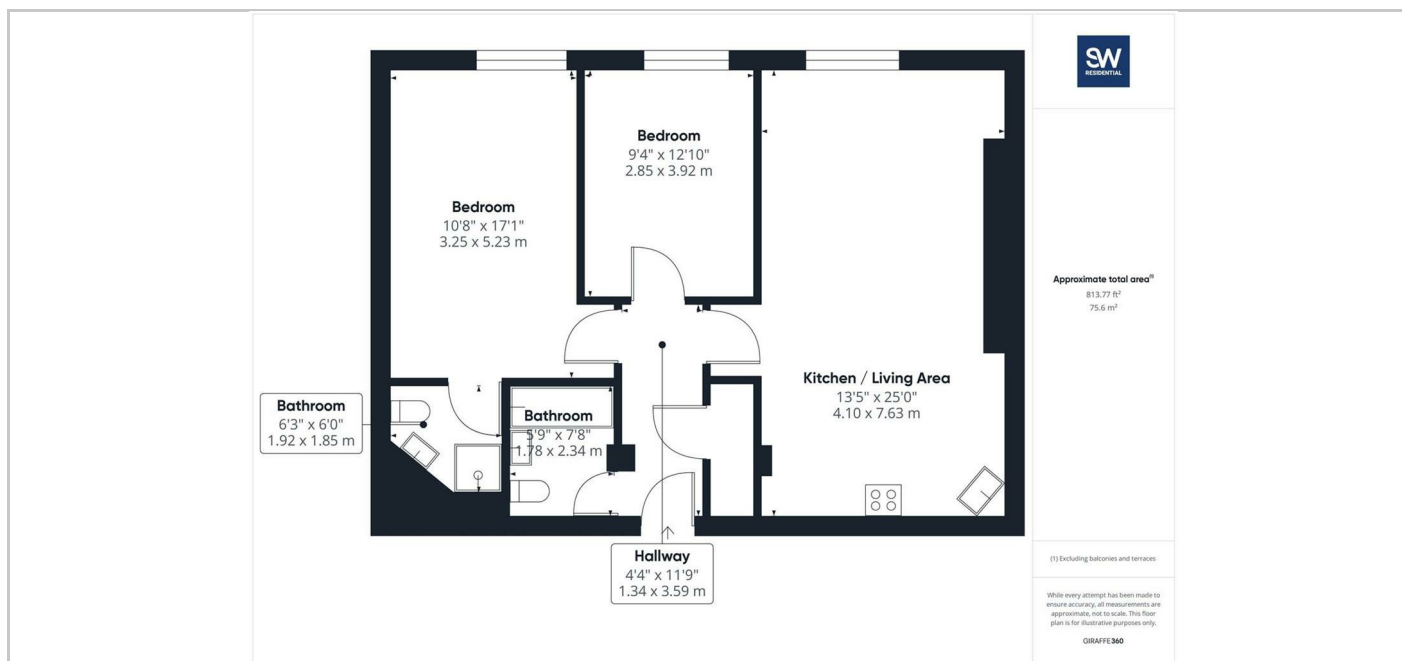 Bedroom
10'8" x 17'1"
3.25 x 5.23 m
Bedroom
9'4" x 12'10"
2.85 x 3.92 m
Kitchen / Living Area
13'5" x 25'0"
4.10 x 7.63 m
Bathroom
6'3" x 6'0"
1.92 x 1.85 m
Bathroom
5'9" x 7'8"
1.78 x 2.34 m
Hallway
4'4" x 11'9"
1.34 x 3.59 m
SW
RESIDENTIAL
Approximate total area⁽¹⁾
813.77 ft²
75.6 m²
(1) Excluding balconies and terraces
While every attempt has been made to
ensure accuracy, all measurements are
approximate, not to scale. This floor
plan is for illustrative purposes only.
GIRAFFE360